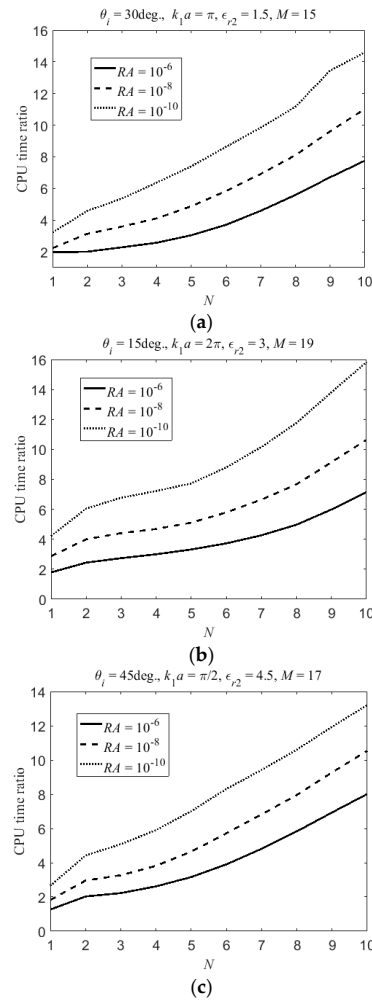 θi = 30deg., k1a = π, ϵr2 = 1.5, M = 15
16
14
12
10
8
6
4
2
CPU time ratio
RA = 10-6
RA = 10-8
RA = 10-10
1 2 3 4 5 6 7 8 9 10
N
(a)
θi = 15deg., k1a = 2π, ϵr2 = 3, M = 19
16
14
12
10
8
6
4
2
0
CPU time ratio
RA = 10-6
RA = 10-8
RA = 10-10
1 2 3 4 5 6 7 8 9 10
N
(b)
θi = 45deg., k1a = π/2, ϵr2 = 4.5, M = 17
14
12
10
8
6
4
2
0
CPU time ratio
RA = 10-6
RA = 10-8
RA = 10-10
1 2 3 4 5 6 7 8 9 10
N
(c)